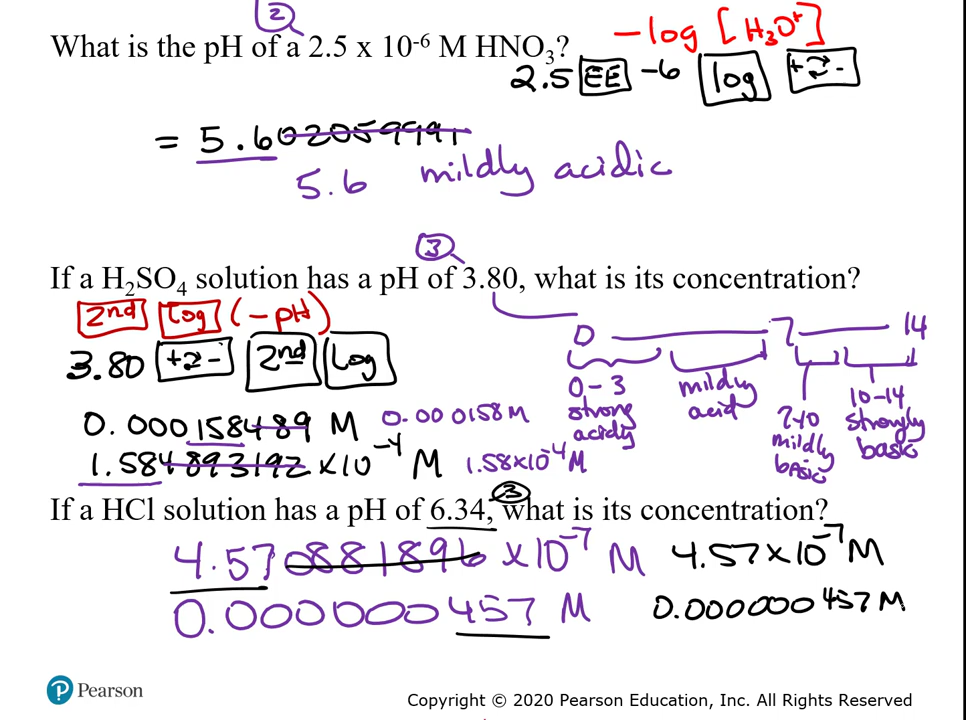 2
What is the pH of a 2.5 x 10⁻⁶ M HNO₃?
-log [H₃O⁺]
2.5 EE -6 log +⇄-
= 5.602059991
5.6 mildly acidic
3
If a H₂SO₄ solution has a pH of 3.80, what is its concentration?
2nd log (-pH)
3.80 +⇄- 2nd Log
0 7 14
0-3 strong acidly
mildly acid
7-10 mildly basic
10-14 strongly basic
0.000158489 M 0.000158M
1.584893192 x10⁻⁴ M 1.58x10⁻⁴M
3
If a HCl solution has a pH of 6.34, what is its concentration?
4.570881896 x10⁻⁷ M 4.57x10⁻⁷M
0.000000457 M 0.000000457M
P Pearson
Copyright © 2020 Pearson Education, Inc. All Rights Reserved